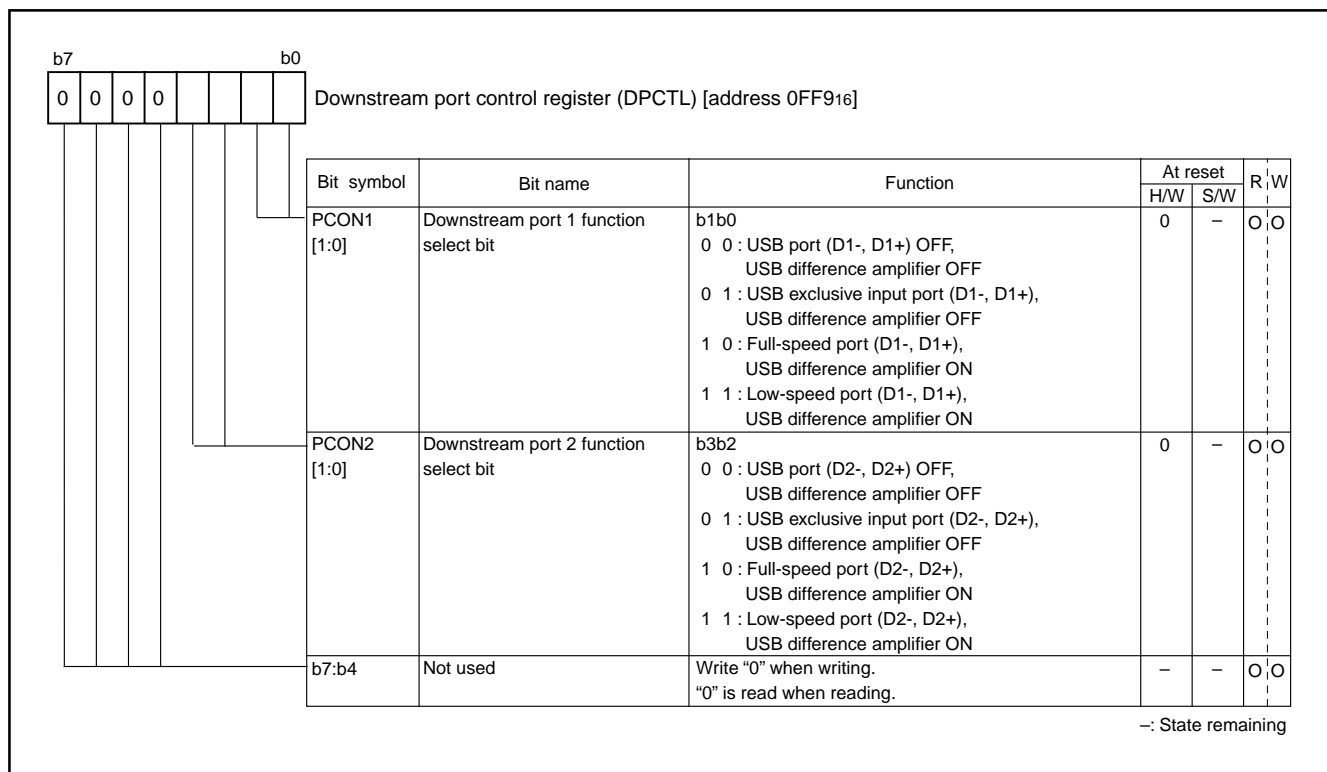 b7 b0
0 0 0 0 Downstream port control register (DPCTL) [address 0FF916]
Bit symbol Bit name Function At reset R W
H/W S/W
PCON1 Downstream port 1 function b1b0 0 – O O
[1:0] select bit 0 0 : USB port (D1-, D1+) OFF,
USB difference amplifier OFF
0 1 : USB exclusive input port (D1-, D1+),
USB difference amplifier OFF
1 0 : Full-speed port (D1-, D1+),
USB difference amplifier ON
1 1 : Low-speed port (D1-, D1+),
USB difference amplifier ON
PCON2 Downstream port 2 function b3b2 0 – O O
[1:0] select bit 0 0 : USB port (D2-, D2+) OFF,
USB difference amplifier OFF
0 1 : USB exclusive input port (D2-, D2+),
USB difference amplifier OFF
1 0 : Full-speed port (D2-, D2+),
USB difference amplifier ON
1 1 : Low-speed port (D2-, D2+),
USB difference amplifier ON
b7:b4 Not used Write “0” when writing. – – O O
“0” is read when reading.
–: State remaining